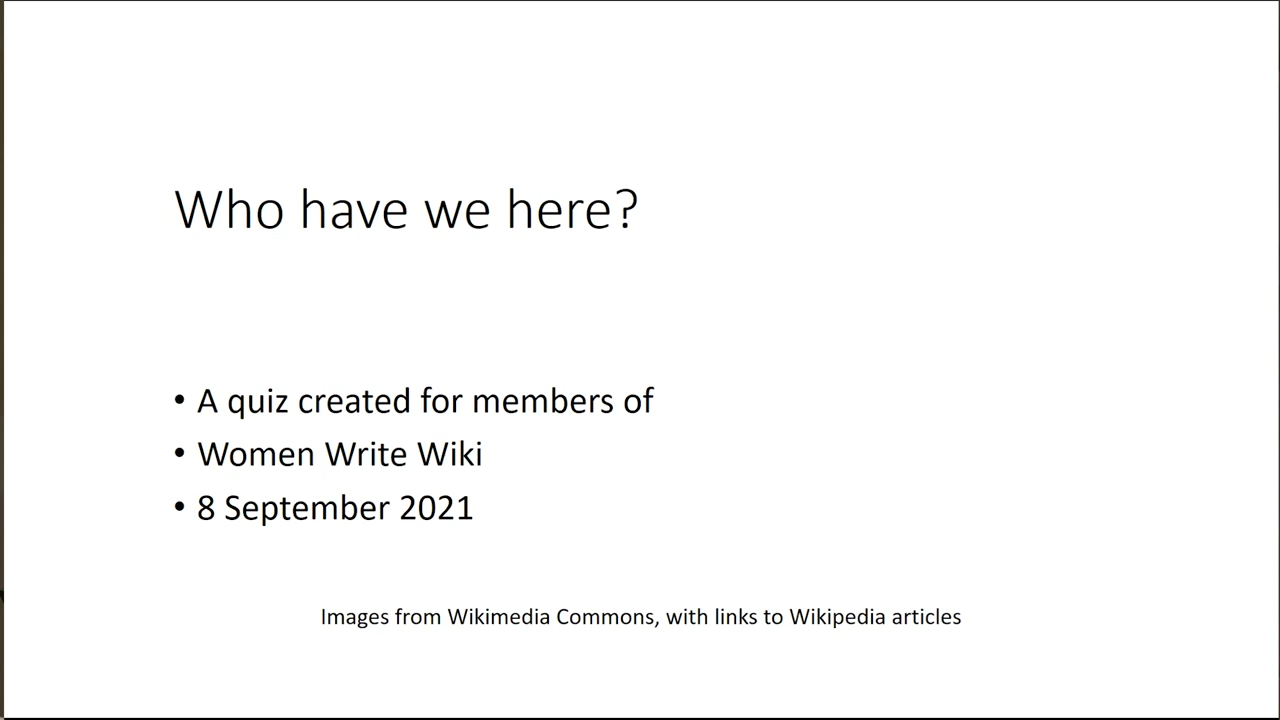 Who have we here?
• A quiz created for members of
• Women Write Wiki
• 8 September 2021
Images from Wikimedia Commons, with links to Wikipedia articles